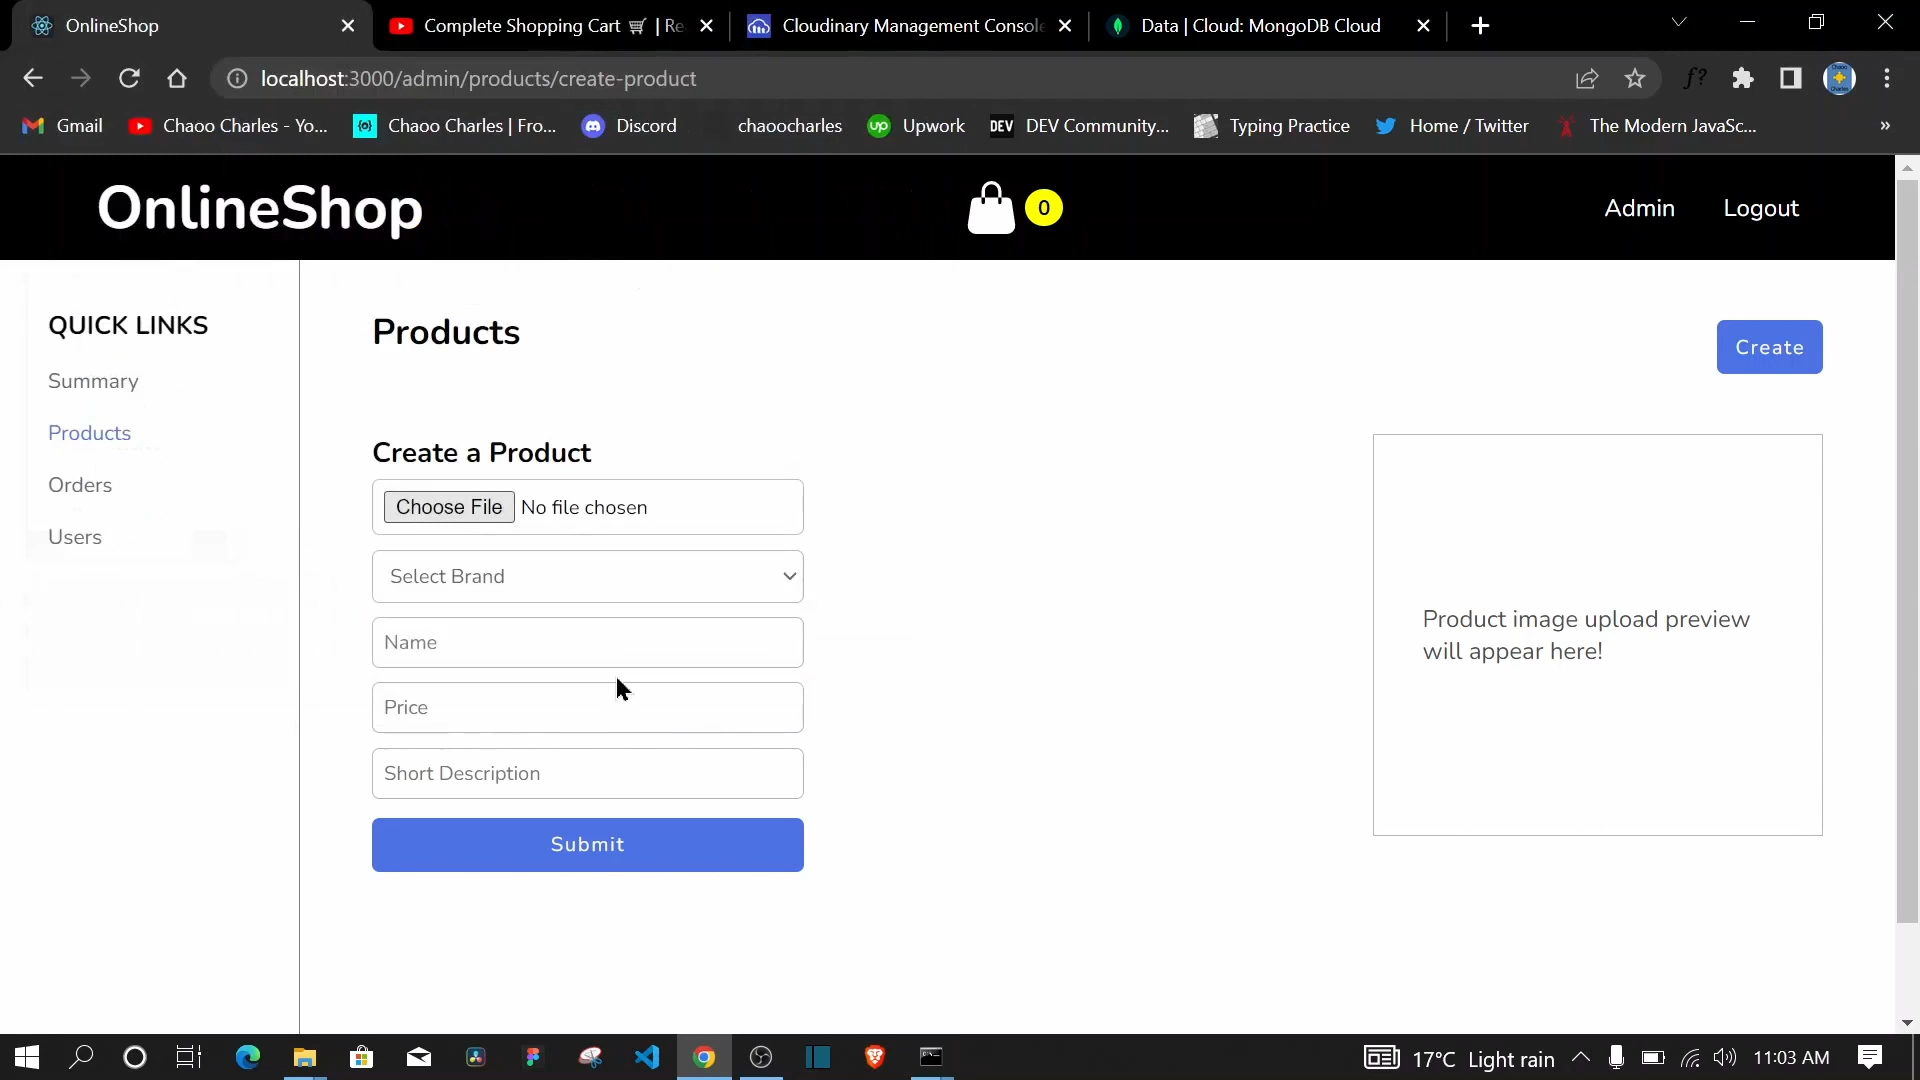 OnlineShop
Complete Shopping Cart 🛒 | Re
Cloudinary Management Console
Data | Cloud: MongoDB Cloud
localhost:3000/admin/products/create-product
f?
Gmail
Chaoo Charles - Yo...
Chaoo Charles | Fro...
Discord
chaoocharles
up
Upwork
DEV
DEV Community...
Typing Practice
Home / Twitter
The Modern JavaSc...
»
OnlineShop
0
Admin
Logout
QUICK LINKS
Summary
Products
Orders
Users
Products
Create
Create a Product
Choose File No file chosen
Select Brand
Name
Price
Short Description
Submit
Product image upload preview
will appear here!
17°C Light rain
11:03 AM